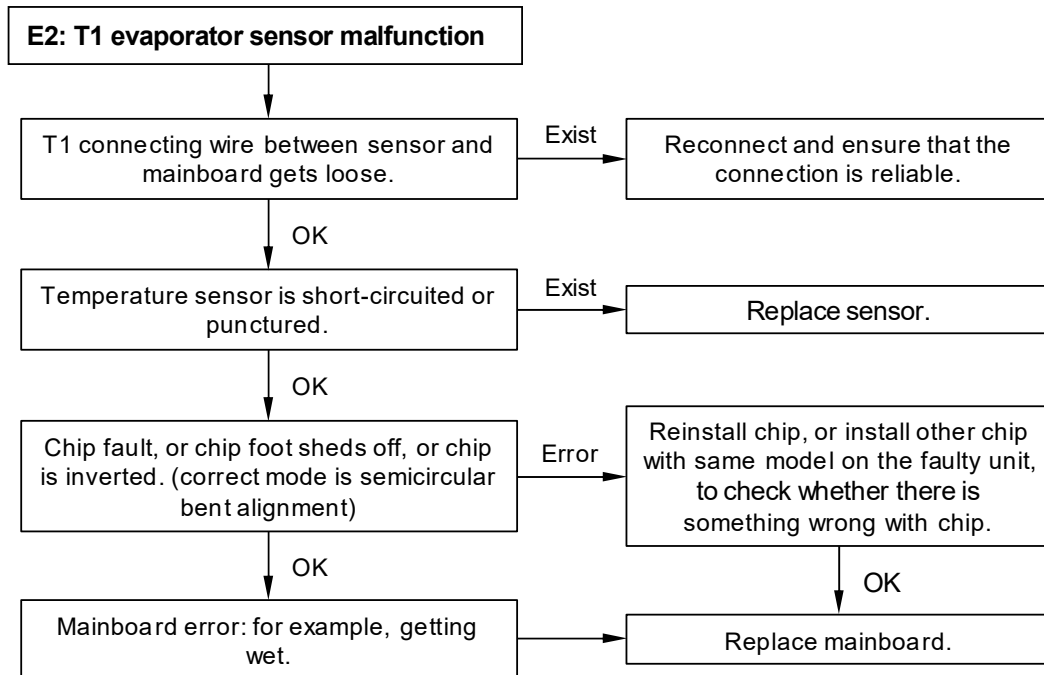 E2: T1 evaporator sensor malfunction
T1 connecting wire between sensor and
mainboard gets loose.
Exist
Reconnect and ensure that the
connection is reliable.
OK
Temperature sensor is short-circuited or
punctured.
Exist
Replace sensor.
OK
Chip fault, or chip foot sheds off, or chip
is inverted. (correct mode is semicircular
bent alignment)
Error
Reinstall chip, or install other chip
with same model on the faulty unit,
to check whether there is
something wrong with chip.
OK
OK
Mainboard error: for example, getting
wet.
Replace mainboard.